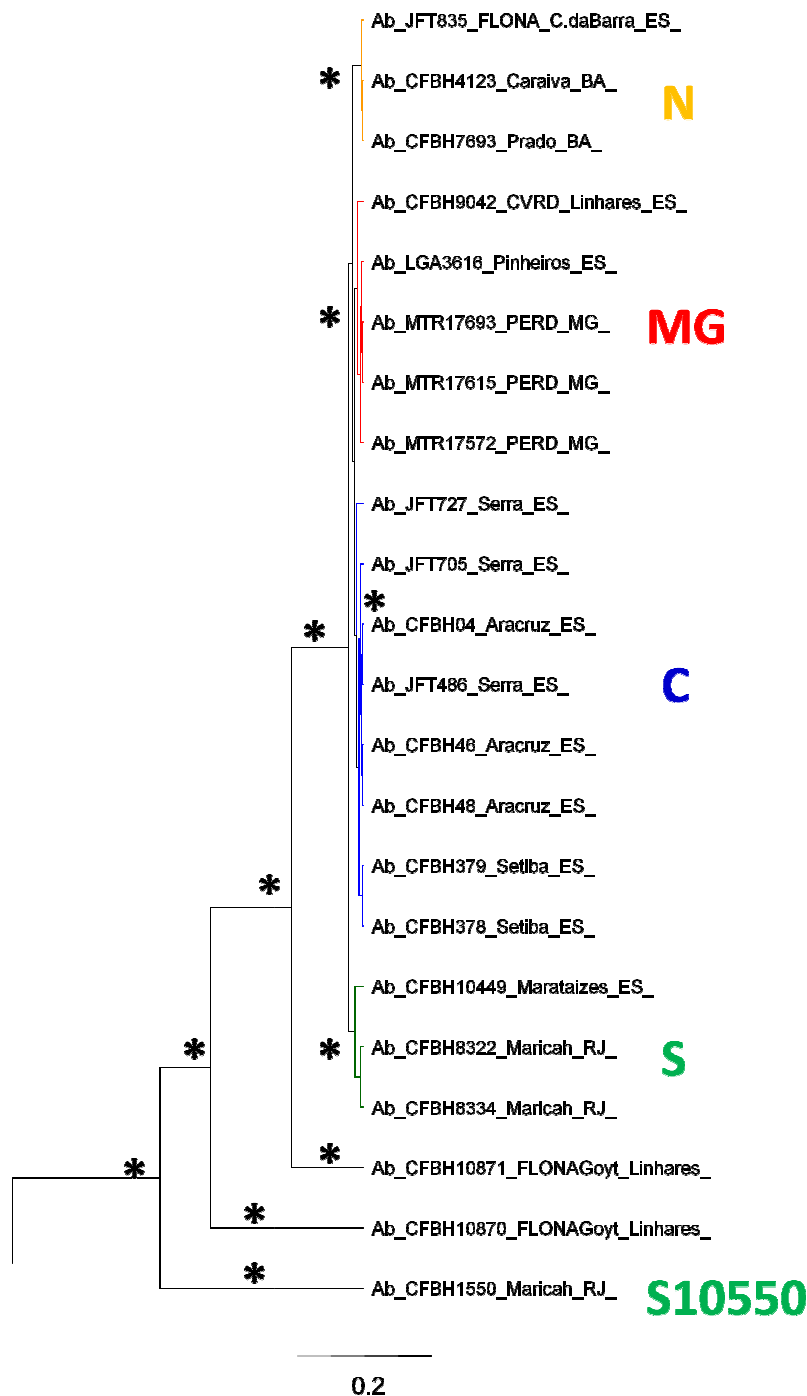 Ab_JFT835_FLONA_C.daBarra_ES_
Ab_CFBH4123_Caraiva_BA_
N
Ab_CFBH7693_Prado_BA_
Ab_CFBH9042_CVRD_Linhares_ES_
Ab_LGA3616_Pinheiros_ES_
Ab_MTR17693_PERD_MG_
MG
Ab_MTR17615_PERD_MG_
Ab_MTR17572_PERD_MG_
Ab_JFT727_Serra_ES_
Ab_JFT705_Serra_ES_
Ab_CFBH04_Aracruz_ES_
Ab_JFT486_Serra_ES_
C
Ab_CFBH46_Aracruz_ES_
Ab_CFBH48_Aracruz_ES_
Ab_CFBH379_Setiba_ES_
Ab_CFBH378_Setiba_ES_
Ab_CFBH10449_Marataizes_ES_
Ab_CFBH8322_Maricah_RJ_
S
Ab_CFBH8334_Maricah_RJ_
Ab_CFBH10871_FLONAGoyt_Linhares_
Ab_CFBH10870_FLONAGoyt_Linhares_
Ab_CFBH1550_Maricah_RJ_
S10550
0.2